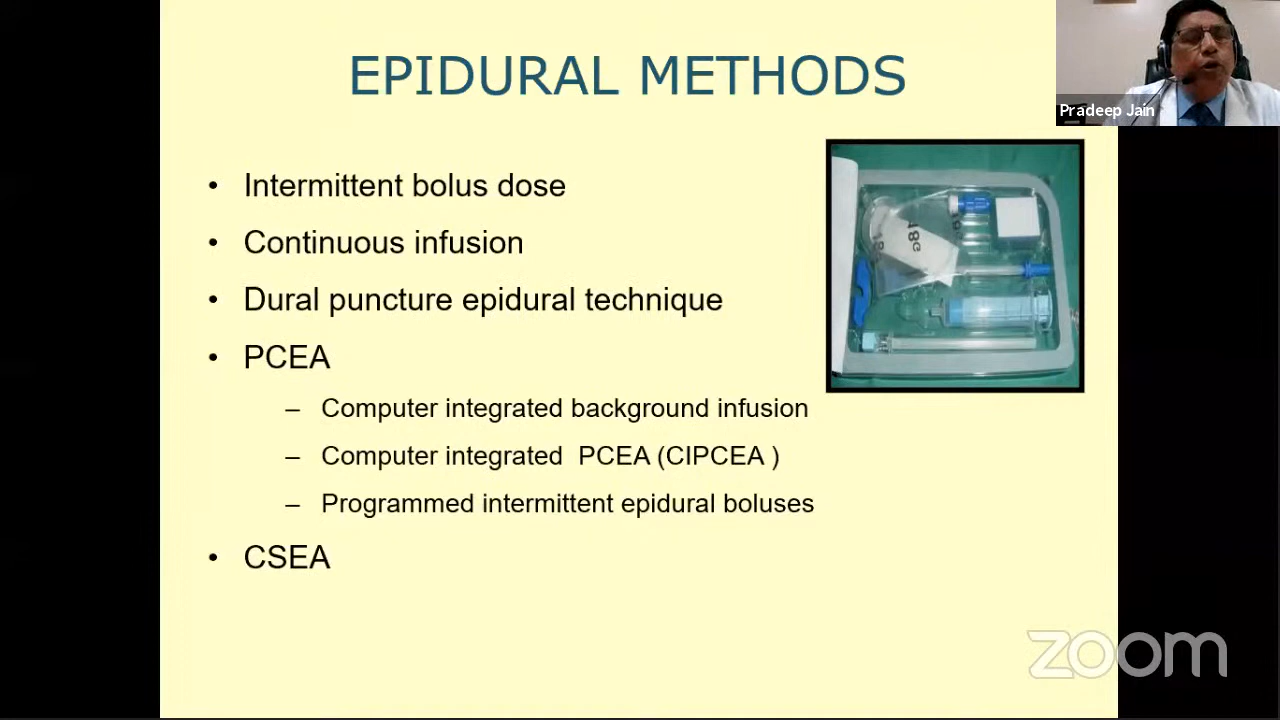 EPIDURAL METHODS
Pradeep Jain
• Intermittent bolus dose
• Continuous infusion
• Dural puncture epidural technique
• PCEA
– Computer integrated background infusion
– Computer integrated  PCEA (CIPCEA )
– Programmed intermittent epidural boluses
• CSEA
18G
zoom